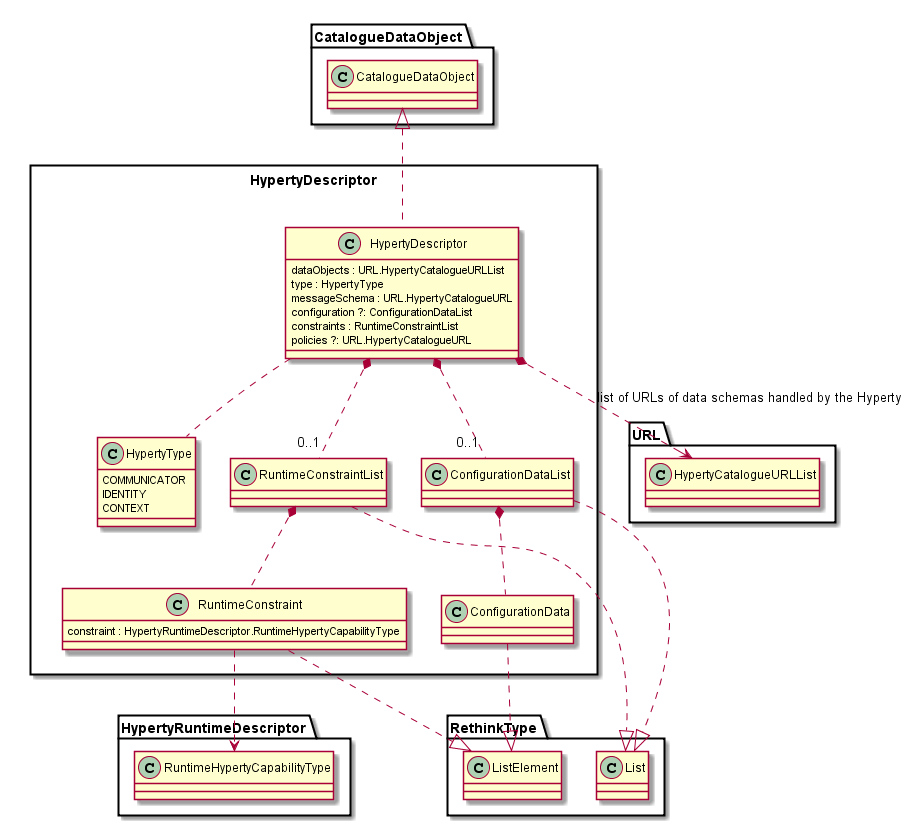 CatalogueDataObject
C CatalogueDataObject
HypertyDescriptor
C HypertyDescriptor
dataObjects : URL.HypertyCatalogueURLList
type : HypertyType
messageSchema : URL.HypertyCatalogueURL
configuration ?: ConfigurationDataList
constraints : RuntimeConstraintList
policies ?: URL.HypertyCatalogueURL
list of URLs of data schemas handled by the Hyperty
0..1
0..1
URL
C HypertyType
COMMUNICATOR
IDENTITY
CONTEXT
C RuntimeConstraintList
C ConfigurationDataList
C HypertyCatalogueURLList
C RuntimeConstraint
constraint : HypertyRuntimeDescriptor.RuntimeHypertyCapabilityType
C ConfigurationData
HypertyRuntimeDescriptor
C RuntimeHypertyCapabilityType
RethinkType
C ListElement
C List